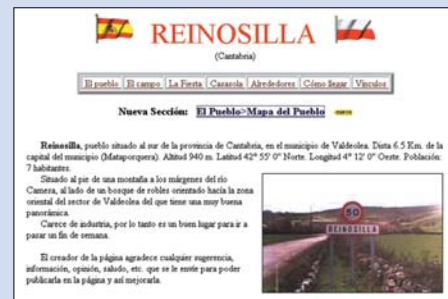 REINOSILLA
(Cantabria)
El pueblo El campo La Fiesta Casasola Alrededores Cómo llegar Vínculos
Nueva Sección: El Pueblo>Mapa del Pueblo
Reinosilla, pueblo situado al sur de la provincia de Cantabria, en el municipio de Valdeolea. Dista 6.5 Km. de la
capital del municipio (Mataporquera). Altitud 940 m. Latitud 42° 55' 0" Norte. Longitud 4° 12' 0" Oeste. Población:
7 habitantes.
Situado al pie de una montaña a los márgenes del río
Camesa, al lado de un bosque de robles orientado hacía la zona
oriental del sector de Valdeolea del que tiene una muy buena
panorámica.
Carece de industria, por lo tanto es un buen lugar para ir a
pasar un fin de semana.
El creador de la página agradece cualquier sugerencia,
información, opinión, saludo, etc. que se le envíe para poder
publicarla en la página y así mejorarla.
50
REINOSILLA